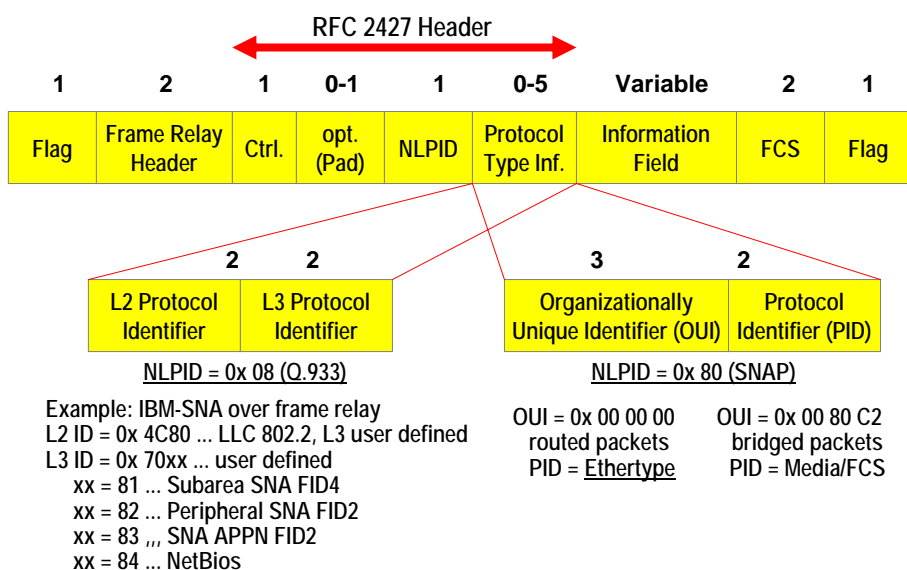 RFC 2427 Header
1 2 1 0-1 1 0-5 Variable 2 1
Flag
Frame Relay
Header
Ctrl.
opt.
(Pad)
NLPID
Protocol
Type Inf.
Information
Field
FCS
Flag
2 2
L2 Protocol
Identifier
L3 Protocol
Identifier
NLPID = 0x 08 (Q.933)
Example: IBM-SNA over frame relay
L2 ID = 0x 4C80 ... LLC 802.2, L3 user defined
L3 ID = 0x 70xx ... user defined
xx = 81 ... Subarea SNA FID4
xx = 82 ... Peripheral SNA FID2
xx = 83 ,,, SNA APPN FID2
xx = 84 ... NetBios
3 2
Organizationally
Unique Identifier (OUI)
Protocol
Identifier (PID)
NLPID = 0x 80 (SNAP)
OUI = 0x 00 00 00
routed packets
PID = Ethertype
OUI = 0x 00 80 C2
bridged packets
PID = Media/FCS